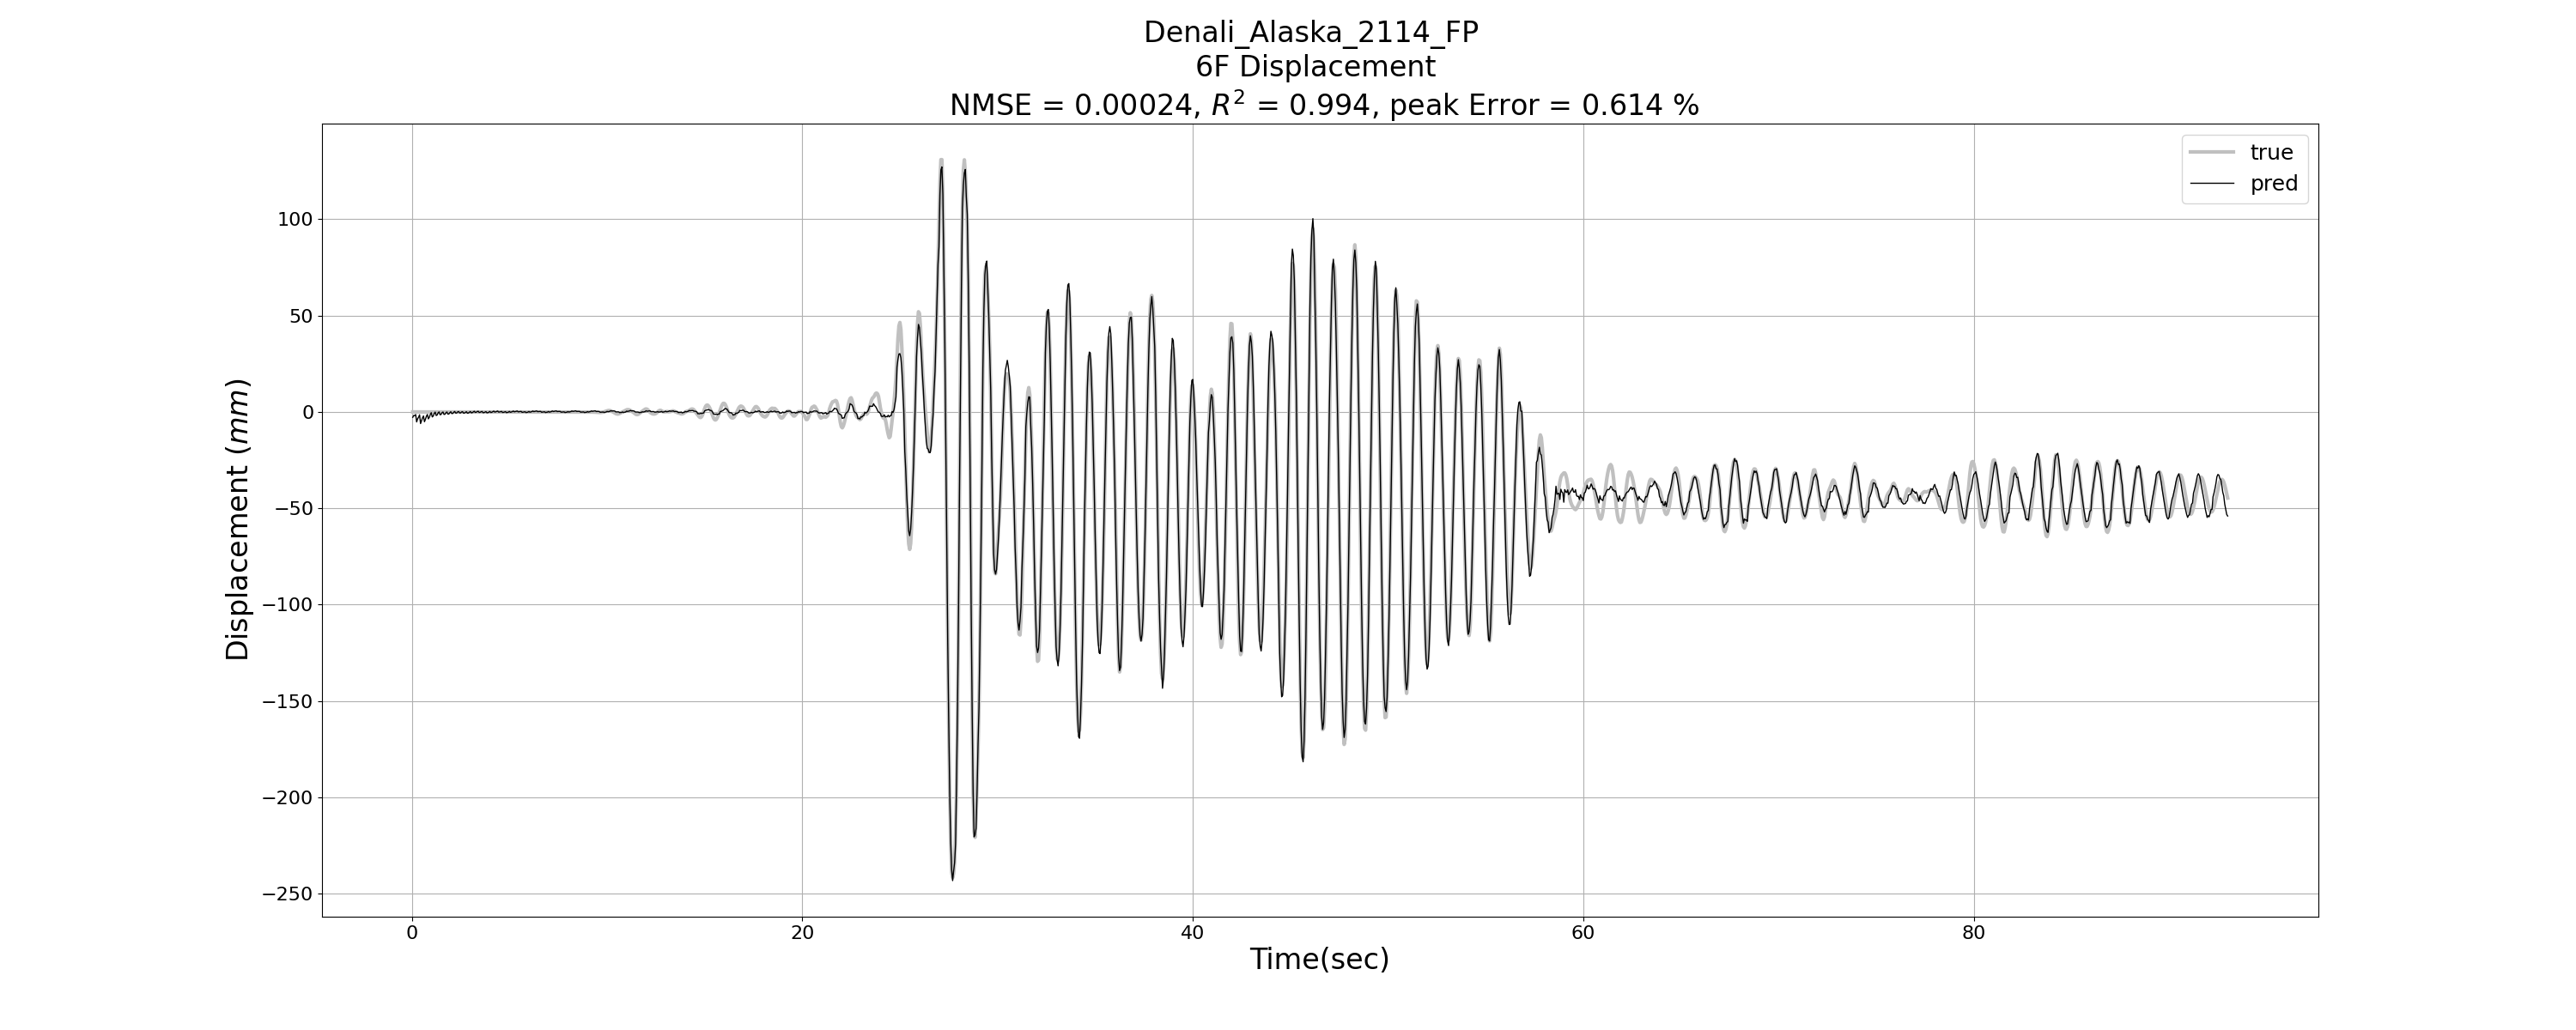 Denali_Alaska_2114_FP
6F Displacement
NMSE = 0.00024, R² = 0.994, peak Error = 0.614 %
true
pred
100
50
0
−50
−100
−150
−200
−250
Displacement (mm)
0 20 40 60 80
Time(sec)